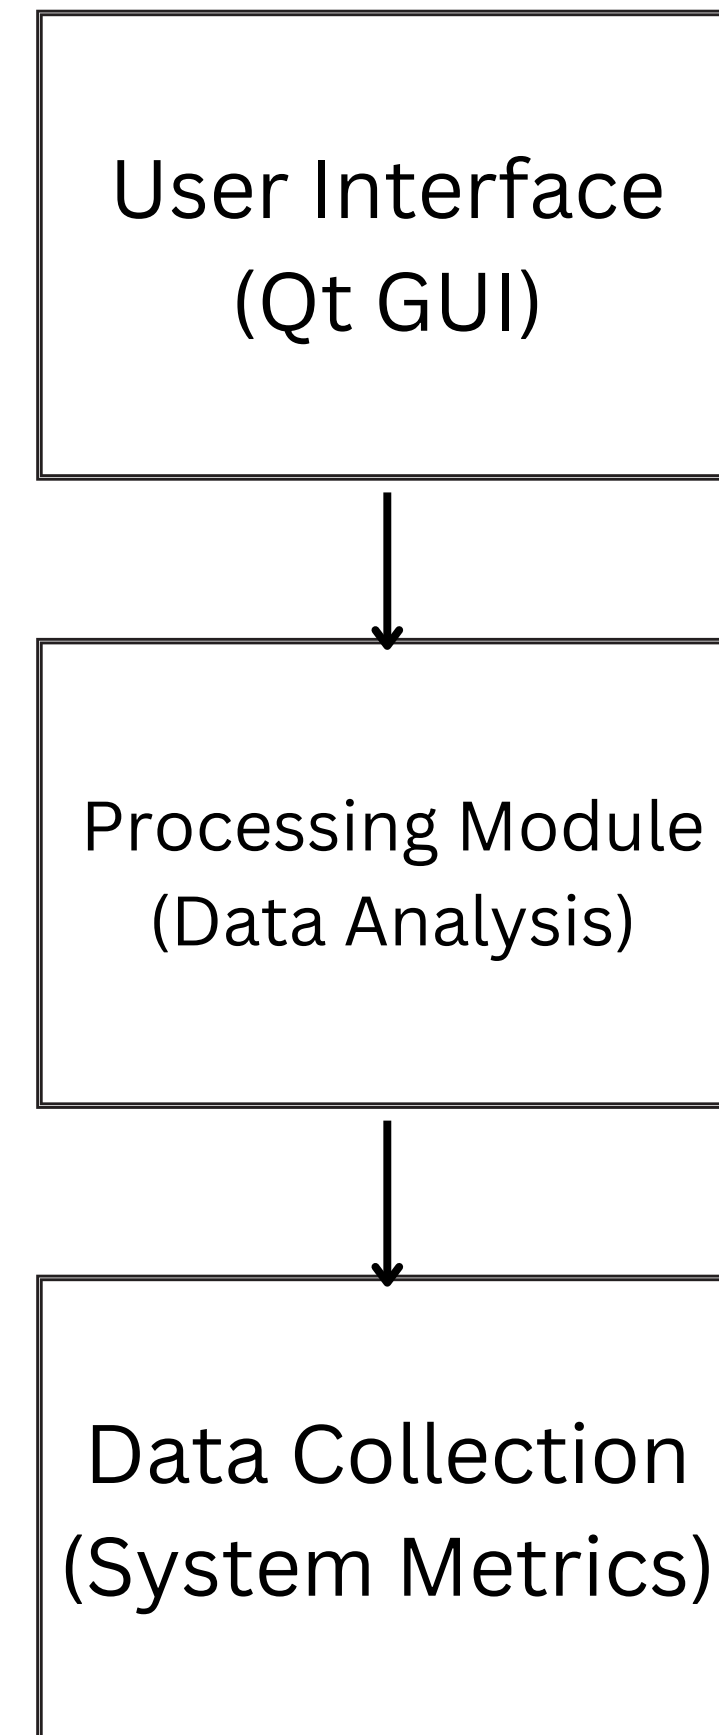 User Interface
(Qt GUI)
Processing Module
(Data Analysis)
Data Collection
(System Metrics)